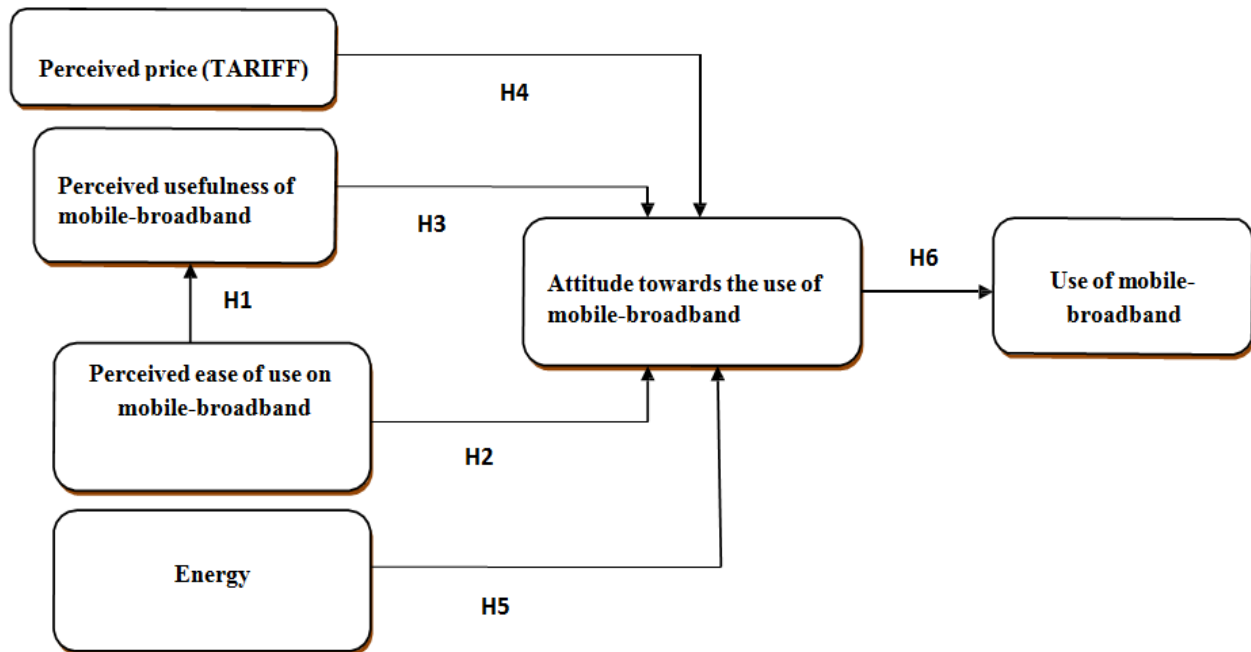 Perceived price (TARIFF)
H4
Perceived usefulness of
mobile-broadband
H3
H1
Attitude towards the use of
mobile-broadband
H6
Use of mobile-
broadband
Perceived ease of use on
mobile-broadband
H2
Energy
H5